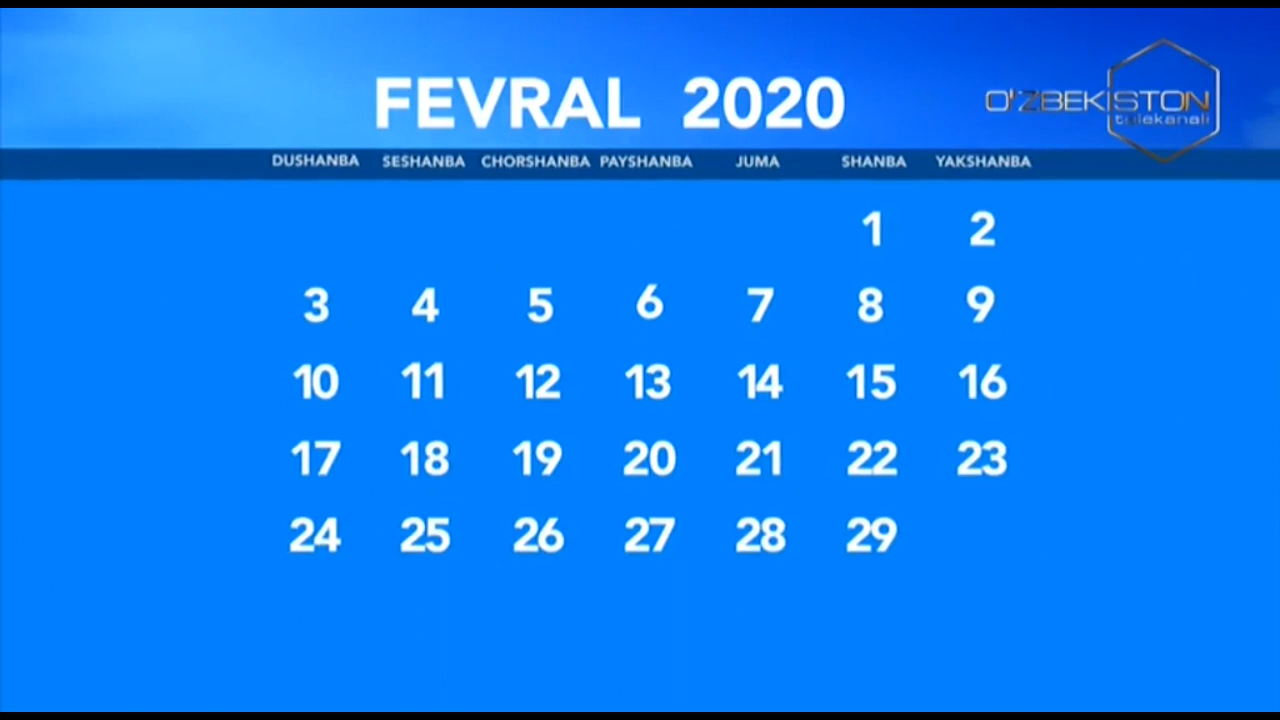 FEVRAL 2020
O'ZBEKISTON
telekanali
DUSHANBA SESHANBA CHORSHANBA PAYSHANBA JUMA SHANBA YAKSHANBA
1 2
3 4 5 6 7 8 9
10 11 12 13 14 15 16
17 18 19 20 21 22 23
24 25 26 27 28 29